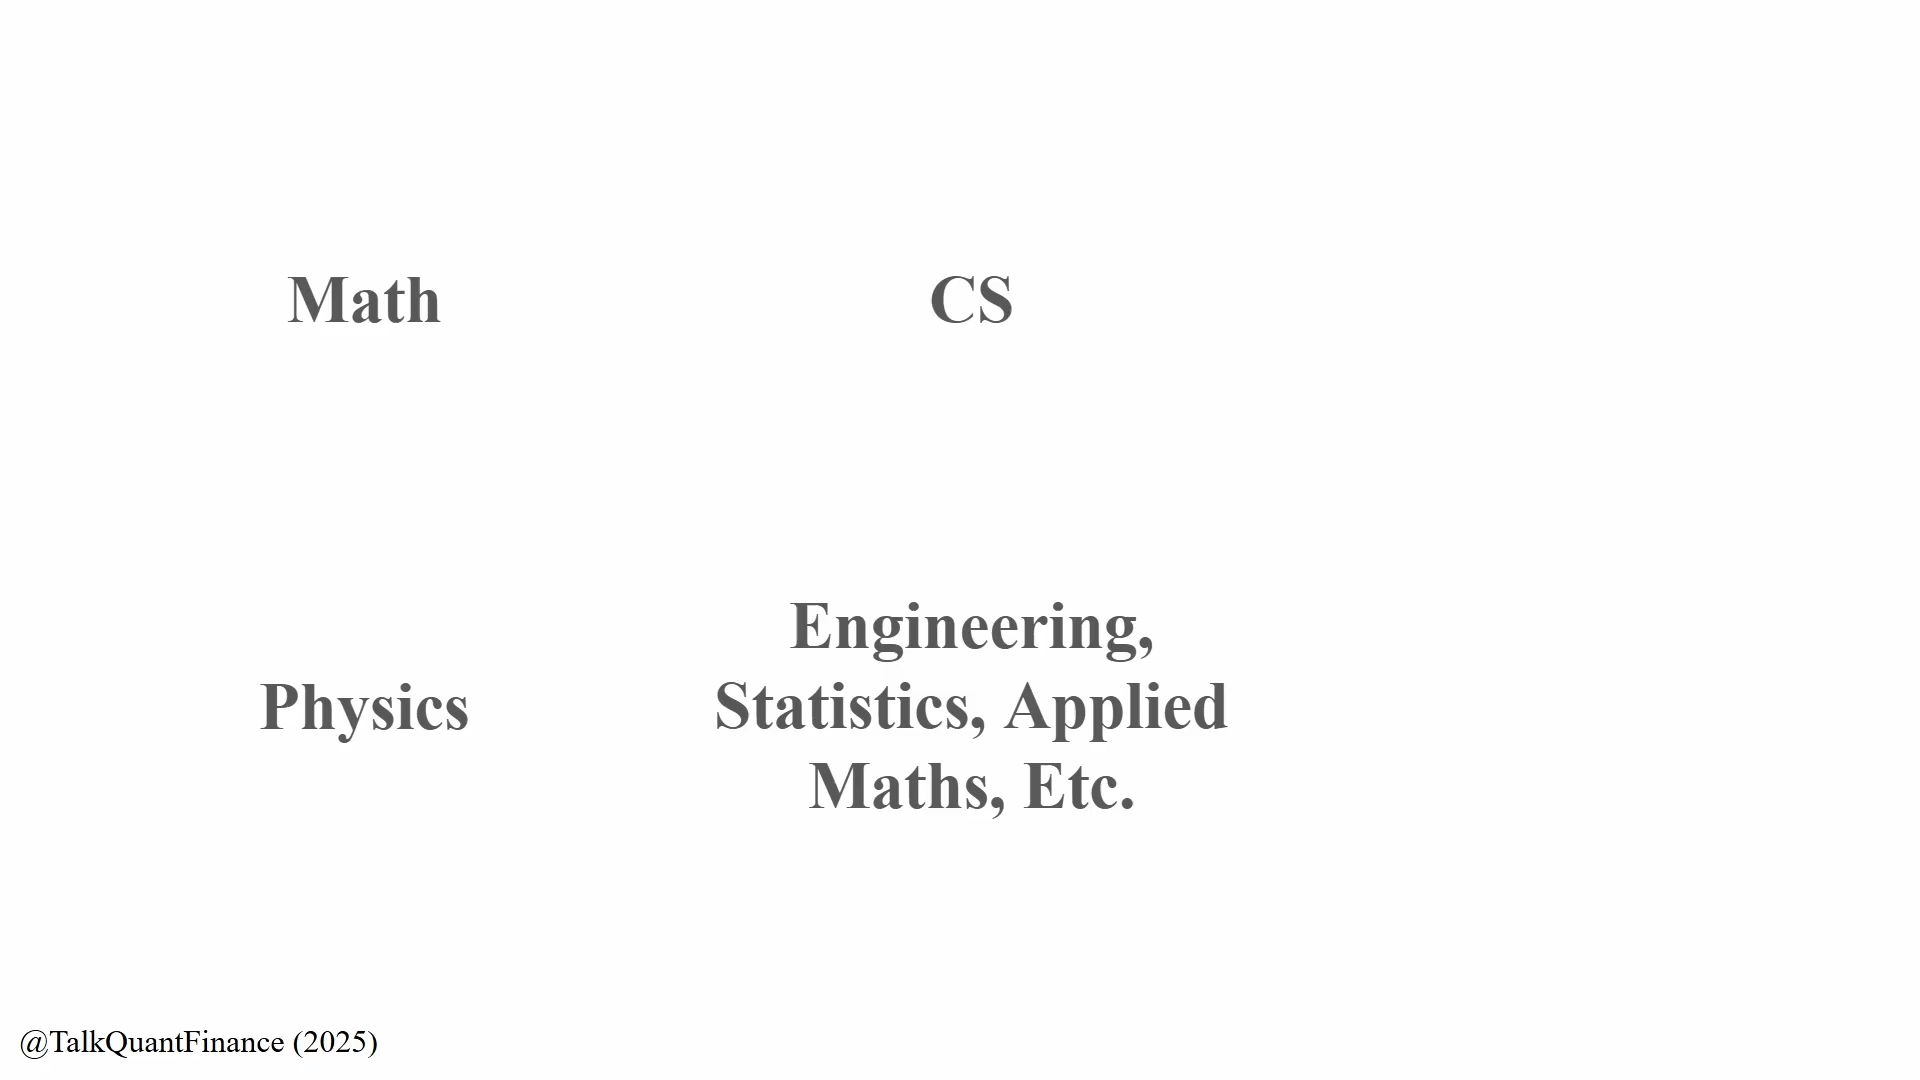 Math
CS
Physics
Engineering,
Statistics, Applied
Maths, Etc.
@TalkQuantFinance (2025)